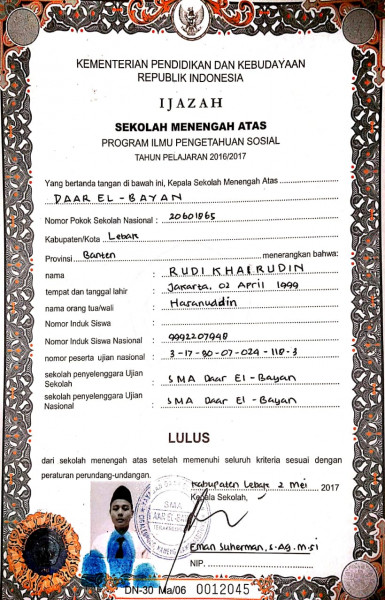 KEMENTERIAN PENDIDIKAN DAN KEBUDAYAAN
REPUBLIK INDONESIA
IJAZAH
SEKOLAH MENENGAH ATAS
PROGRAM ILMU PENGETAHUAN SOSIAL
TAHUN PELAJARAN 2016/2017
Yang bertanda tangan di bawah ini, Kepala Sekolah Menengah Atas
DAAR EL-BAYAN
Nomor Pokok Sekolah Nasional : 20601965
Kabupaten/Kota : Lebak
Provinsi : Banten menerangkan bahwa:
nama : RUDI KHAIRUDIN
tempat dan tanggal lahir : Jakarta, 02 April 1999
nama orang tua/wali : Haranuddin
Nomor Induk Siswa :
Nomor Induk Siswa Nasional : 9992207948
nomor peserta ujian nasional : 3-17-30-07-024-118-3
sekolah penyelenggara Ujian Sekolah : SMA Daar El-Bayan
sekolah penyelenggara Ujian Nasional : SMA Daar El-Bayan
LULUS
dari sekolah menengah atas setelah memenuhi seluruh kriteria sesuai dengan
peraturan perundang-undangan.
Kabupaten Lebak 2 Mei 2017
Kepala Sekolah,
SMA
Eman Suherman, S.Ag. M.Si
NIP.
DN-30 Ma/06 0012045